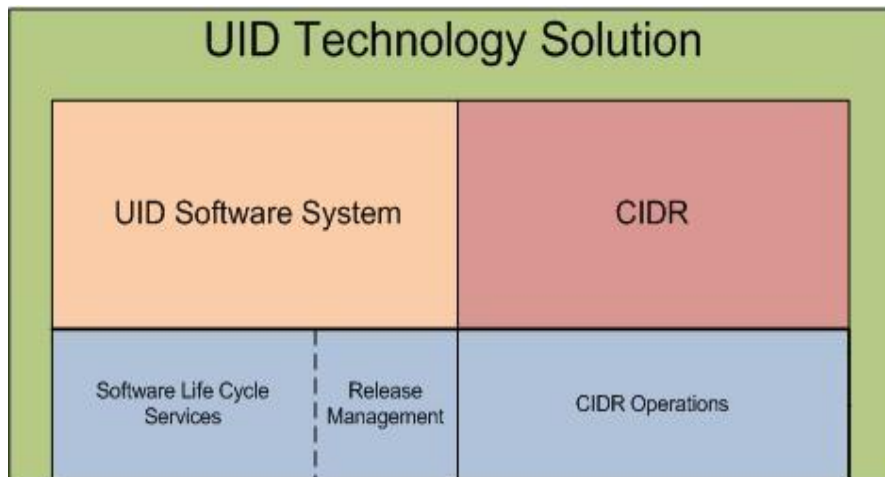 UID Technology Solution
UID Software System
CIDR
Software Life Cycle
Services
Release
Management
CIDR Operations